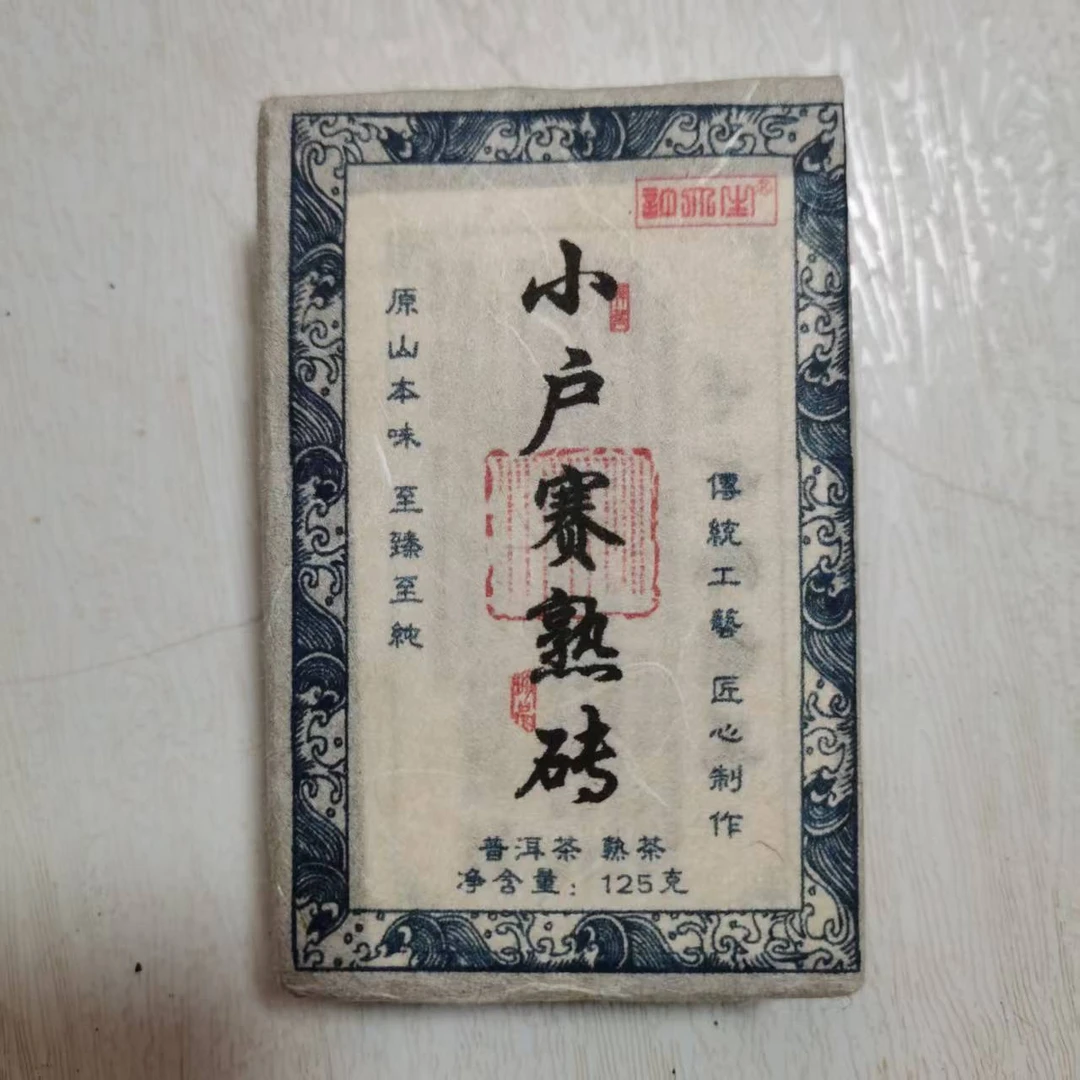 小户赛熟砖
原山本味 至臻至純
傳統工藝 匠心制作
普洱茶 熟茶
净含量：125克